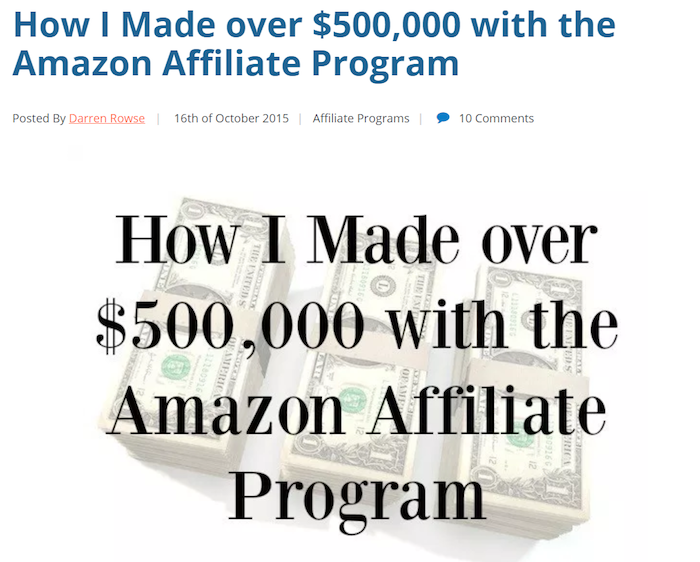 How I Made over $500,000 with the
Amazon Affiliate Program
Posted By Darren Rowse | 16th of October 2015 | Affiliate Programs | 10 Comments
How I Made over
$500,000 with the
Amazon Affiliate
Program